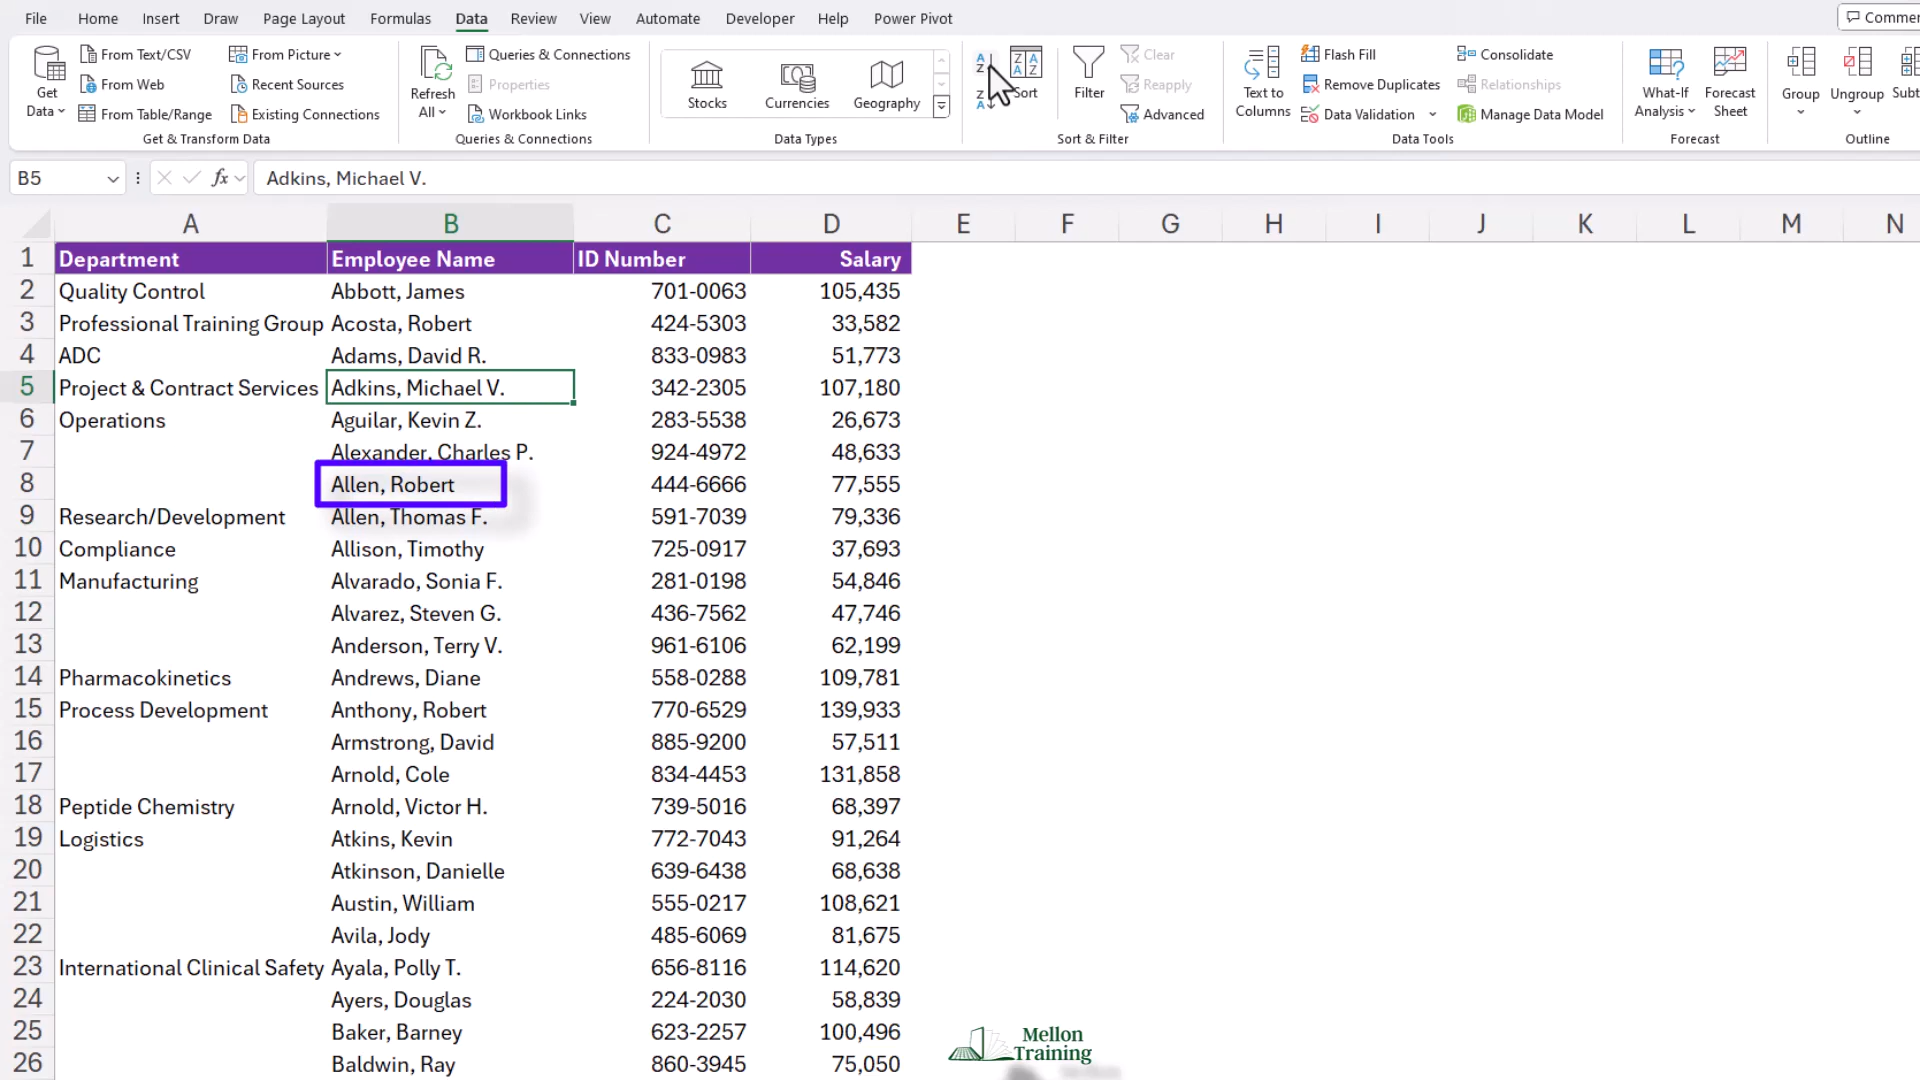 File Home Insert Draw Page Layout Formulas Data Review View Automate Developer Help Power Pivot Commen
Get Data
From Text/CSV
From Web
From Table/Range
From Picture
Recent Sources
Existing Connections
Get & Transform Data
Refresh All
Queries & Connections
Properties
Workbook Links
Queries & Connections
Stocks
Currencies
Geography
Data Types
Sort
Filter
Clear
Reapply
Advanced
Sort & Filter
Text to Columns
Flash Fill
Remove Duplicates
Data Validation
Consolidate
Relationships
Manage Data Model
Data Tools
What-If Analysis
Forecast Sheet
Forecast
Group
Ungroup
Subt
Outline
B5 fx Adkins, Michael V.
A B C D E F G H I J K L M N
1 Department Employee Name ID Number Salary
2 Quality Control Abbott, James 701-0063 105,435
3 Professional Training Group Acosta, Robert 424-5303 33,582
4 ADC Adams, David R. 833-0983 51,773
5 Project & Contract Services Adkins, Michael V. 342-2305 107,180
6 Operations Aguilar, Kevin Z. 283-5538 26,673
7 Alexander, Charles P. 924-4972 48,633
8 Allen, Robert 444-6666 77,555
9 Research/Development Allen, Thomas F. 591-7039 79,336
10 Compliance Allison, Timothy 725-0917 37,693
11 Manufacturing Alvarado, Sonia F. 281-0198 54,846
12 Alvarez, Steven G. 436-7562 47,746
13 Anderson, Terry V. 961-6106 62,199
14 Pharmacokinetics Andrews, Diane 558-0288 109,781
15 Process Development Anthony, Robert 770-6529 139,933
16 Armstrong, David 885-9200 57,511
17 Arnold, Cole 834-4453 131,858
18 Peptide Chemistry Arnold, Victor H. 739-5016 68,397
19 Logistics Atkins, Kevin 772-7043 91,264
20 Atkinson, Danielle 639-6438 68,638
21 Austin, William 555-0217 108,621
22 Avila, Jody 485-6069 81,675
23 International Clinical Safety Ayala, Polly T. 656-8116 114,620
24 Ayers, Douglas 224-2030 58,839
25 Baker, Barney 623-2257 100,496
26 Baldwin, Ray 860-3945 75,050
Mellon
Training